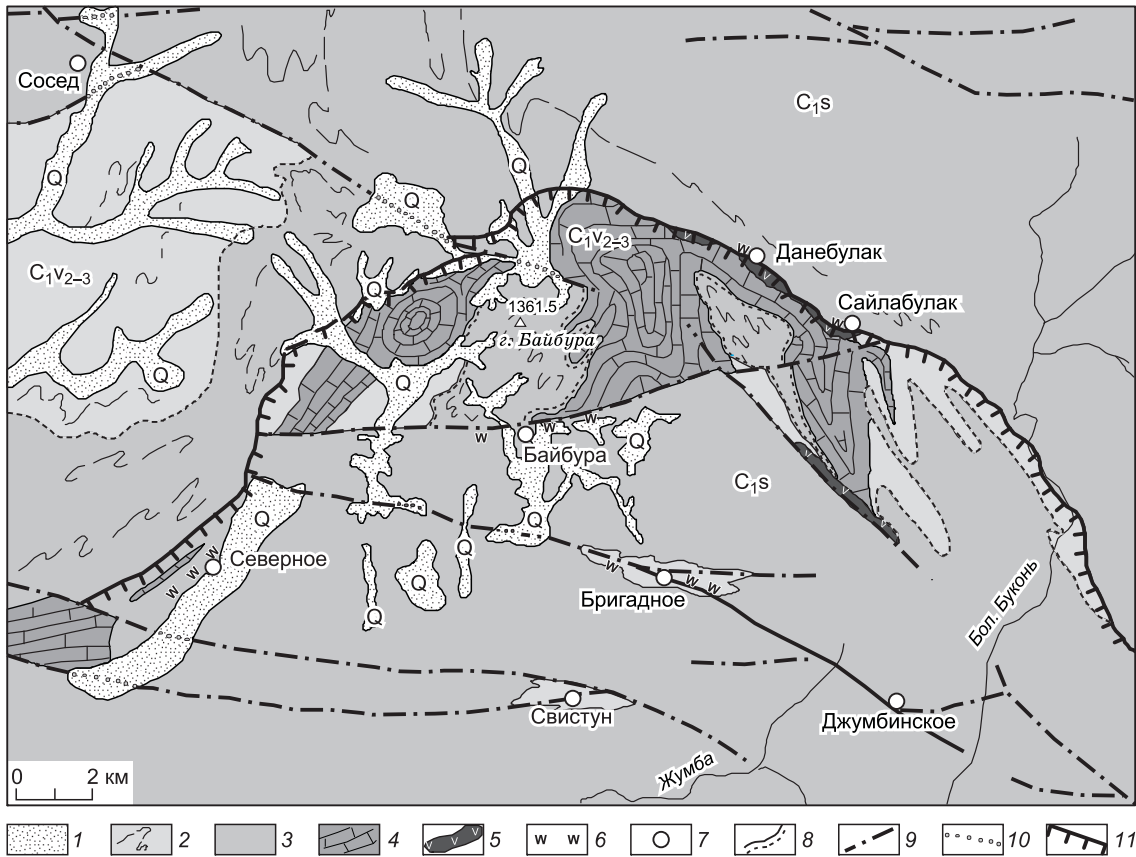 Сосед
C₁s
Q
Q
Q
C₁v₂₋₃
C₁v₂₋₃
w
Данебулак
v
v
Q
1361.5
Сайлабулак
w
г. Байбура
Q
Q
w
w
w
Байбура
Q
v
C₁s
v
Q
Q
Q
w
Северное
w
w
Q
w
Бригадное
w
w
Q
Бол. Буконь
Свистун
Джумбинское
Жумба
0 2 км
1 2 3 4 v v v 5 w w 6 7 8 9 10 11